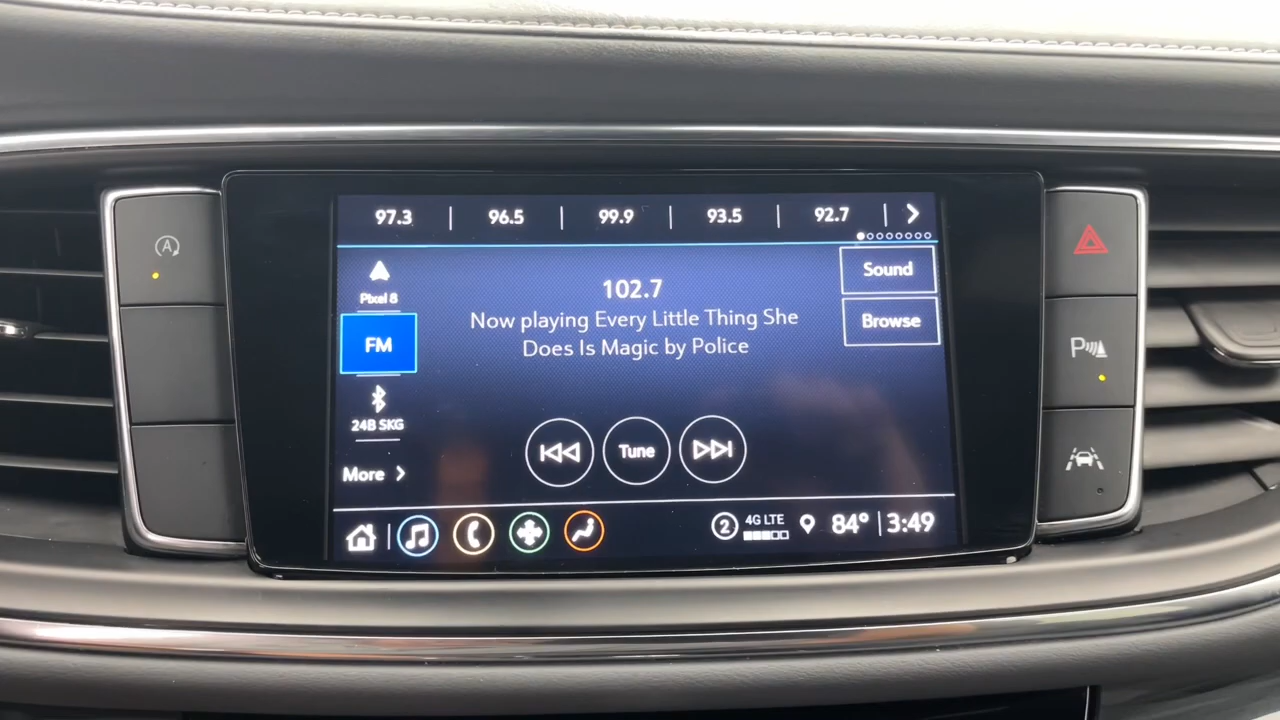 97.3 | 96.5 | 99.9 | 93.5 | 92.7 |
Pixel 8
FM
24B SKG
More
102.7
Now playing Every Little Thing She
Does Is Magic by Police
Sound
Browse
Tune
2 4G LTE 84° | 3:49
A
P